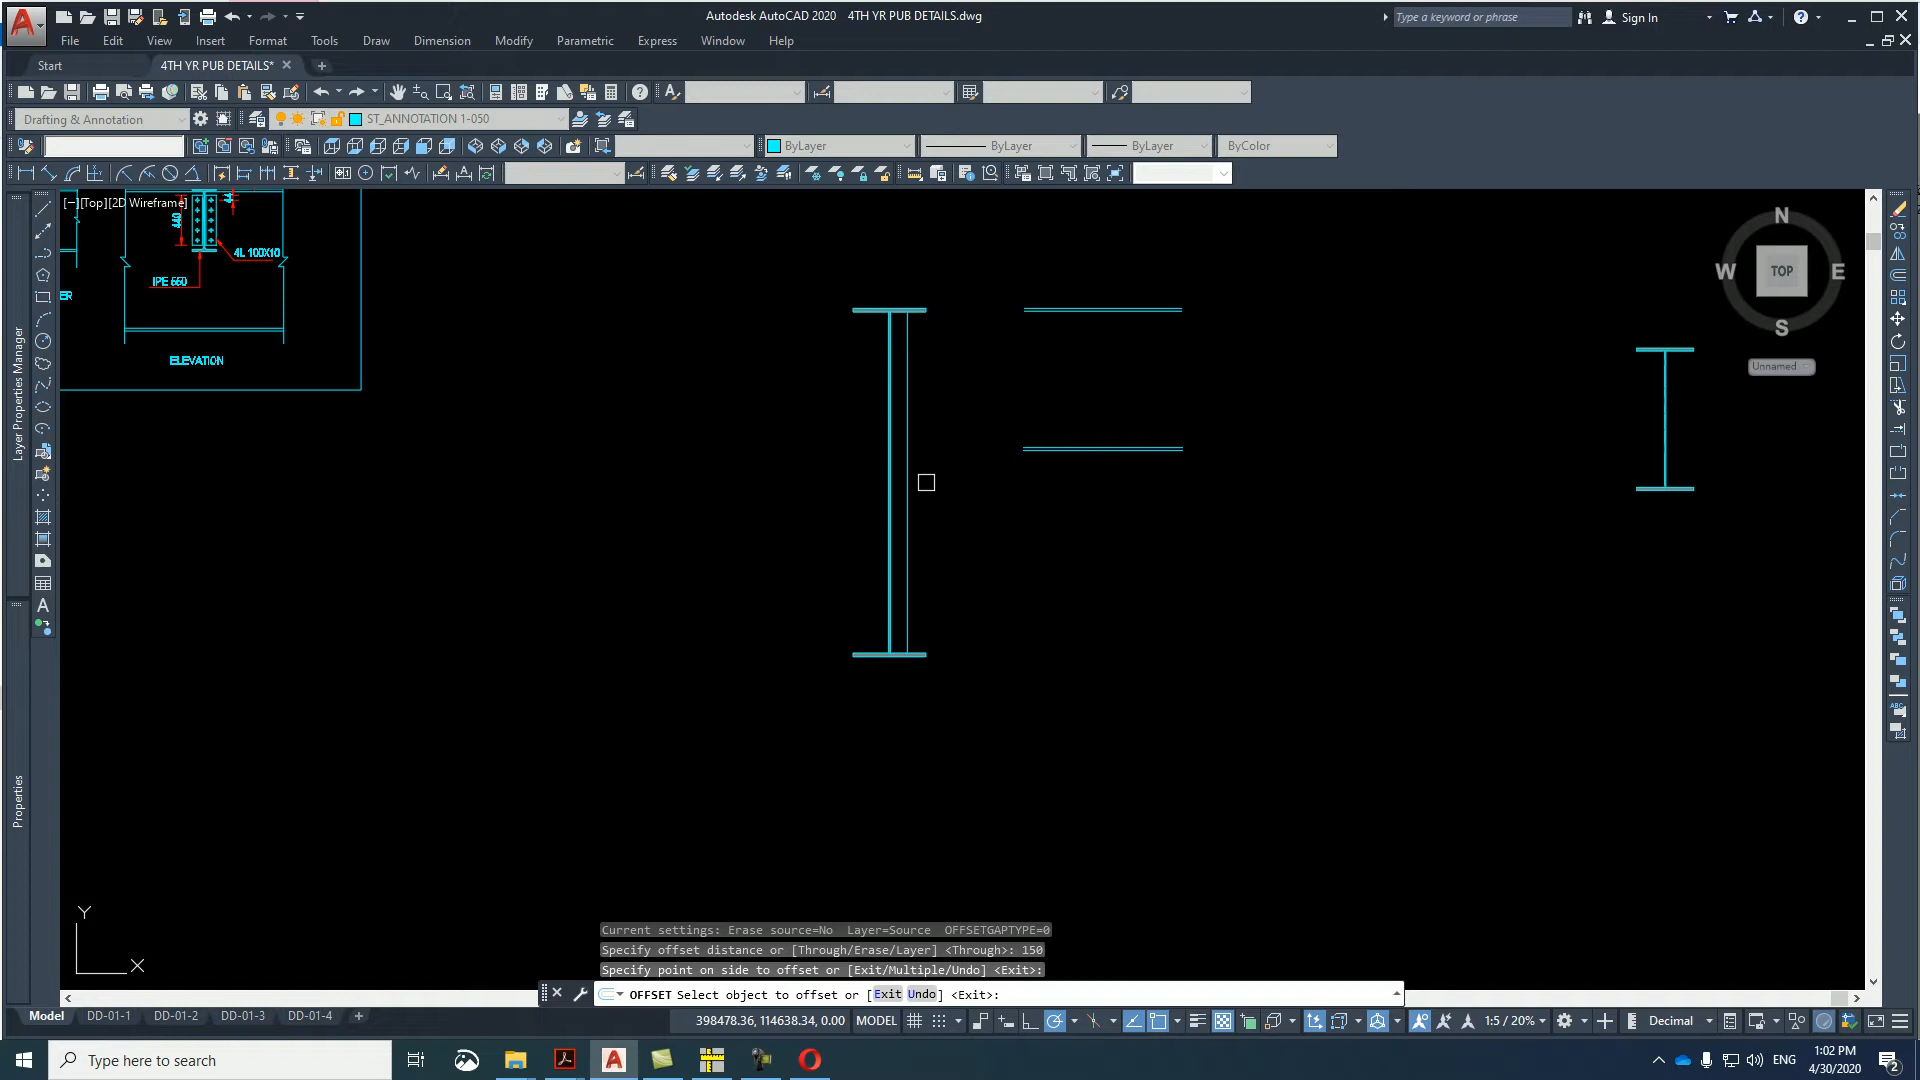 Autodesk AutoCAD 2020   4TH YR PUB DETAILS.dwg
Type a keyword or phrase
Sign In
File Edit View Insert Format Tools Draw Dimension Modify Parametric Express Window Help
Start
4TH YR PUB DETAILS*
Drafting & Annotation
ST_ANNOTATION 1-050
ByLayer
ByLayer
ByLayer
ByColor
[−][Top][2D Wireframe]
440
4L 100X10
IPE 550
ER
ELEVATION
N
W
TOP
E
S
Unnamed
Layer Properties Manager
Properties
A
Y
X
Current settings: Erase source=No  Layer=Source  OFFSETGAPTYPE=0
Specify offset distance or [Through/Erase/Layer] <Through>: 150
Specify point on side to offset or [Exit/Multiple/Undo] <Exit>:
OFFSET Select object to offset or [Exit Undo] <Exit>:
Model DD-01-1 DD-01-2 DD-01-3 DD-01-4
398478.36, 114638.34, 0.00 MODEL
1:5 / 20%
Decimal
Type here to search
ENG
1:02 PM
4/30/2020
2